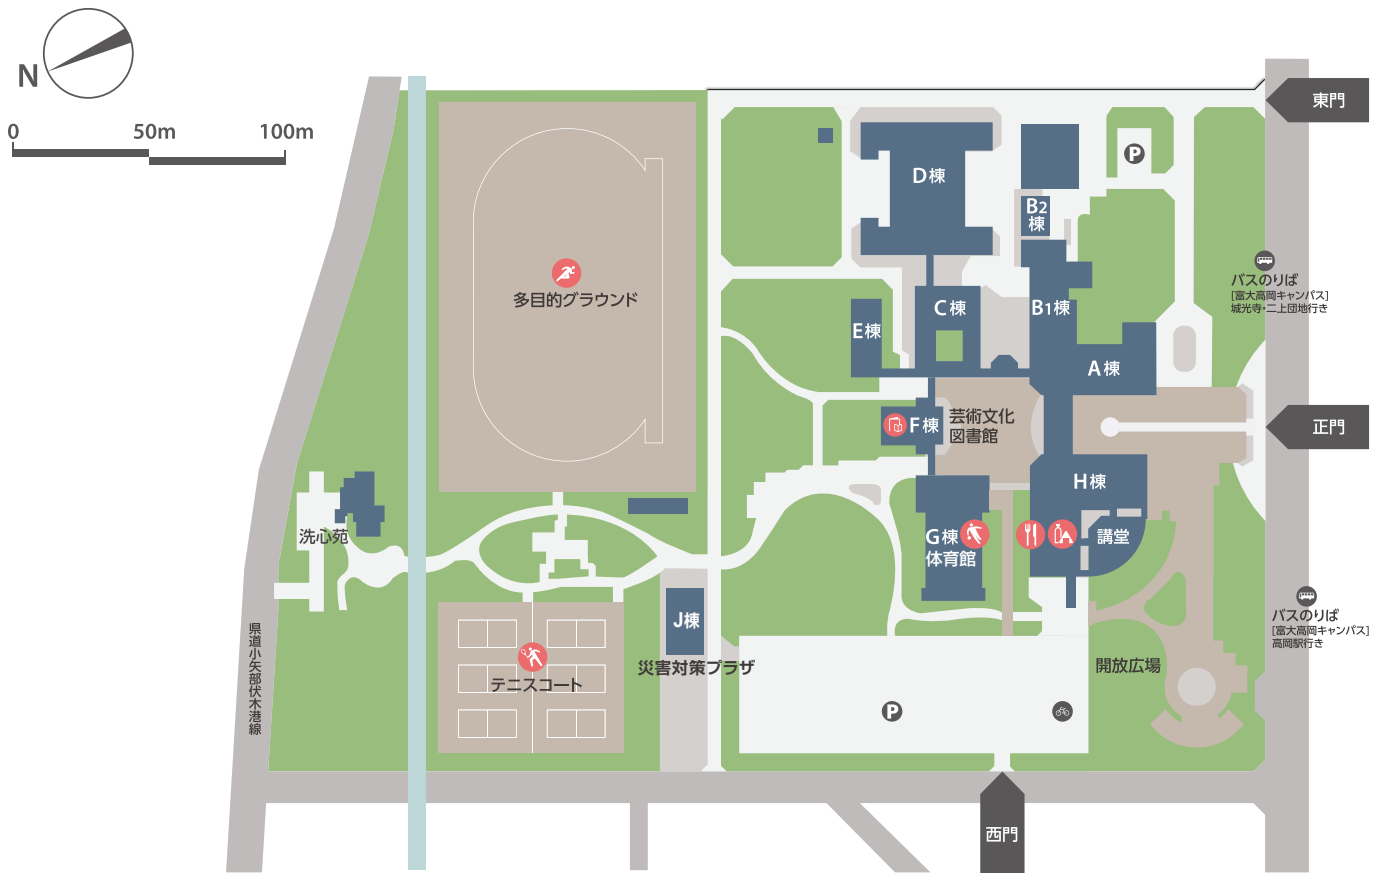 N
0 50m 100m
東門
P
D棟
B2
棟
バスのりば
[富大高岡キャンパス]
城光寺・二上団地行き
多目的グラウンド
E棟
C棟
B1棟
A棟
F棟
芸術文化
図書館
正門
H棟
洗心苑
G棟
体育館
講堂
バスのりば
[富大高岡キャンパス]
高岡駅行き
県道小矢部伏木港線
J棟
災害対策プラザ
テニスコート
開放広場
P
西門